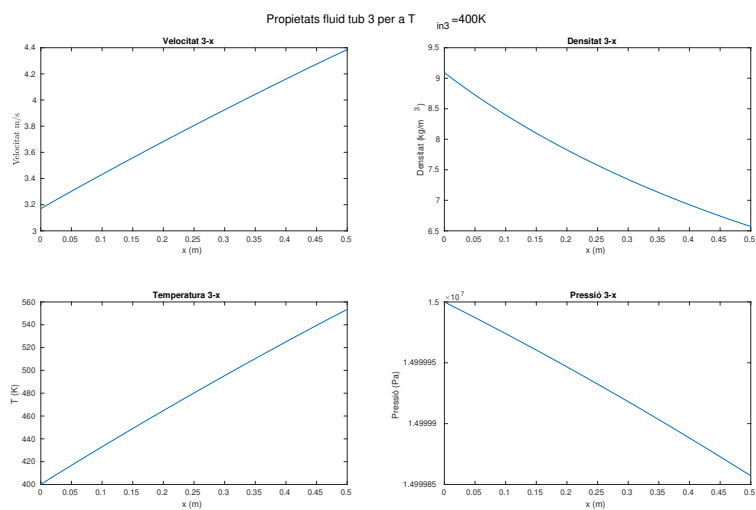 Propietats fluid tub 3 per a T in3=400K
Velocitat 3-x
4.4
4.2
4
3.8
3.6
3.4
3.2
3
Velocitat m/s
0 0.05 0.1 0.15 0.2 0.25 0.3 0.35 0.4 0.45 0.5
x (m)
Densitat 3-x
9.5
9
8.5
8
7.5
7
6.5
Densitat (kg/m 3)
0 0.05 0.1 0.15 0.2 0.25 0.3 0.35 0.4 0.45 0.5
x (m)
Temperatura 3-x
560
540
520
500
480
460
440
420
400
T (K)
0 0.05 0.1 0.15 0.2 0.25 0.3 0.35 0.4 0.45 0.5
x (m)
Pressió 3-x
×10 7
1.5
1.499995
1.49999
1.499985
Pressió (Pa)
0 0.05 0.1 0.15 0.2 0.25 0.3 0.35 0.4 0.45 0.5
x (m)